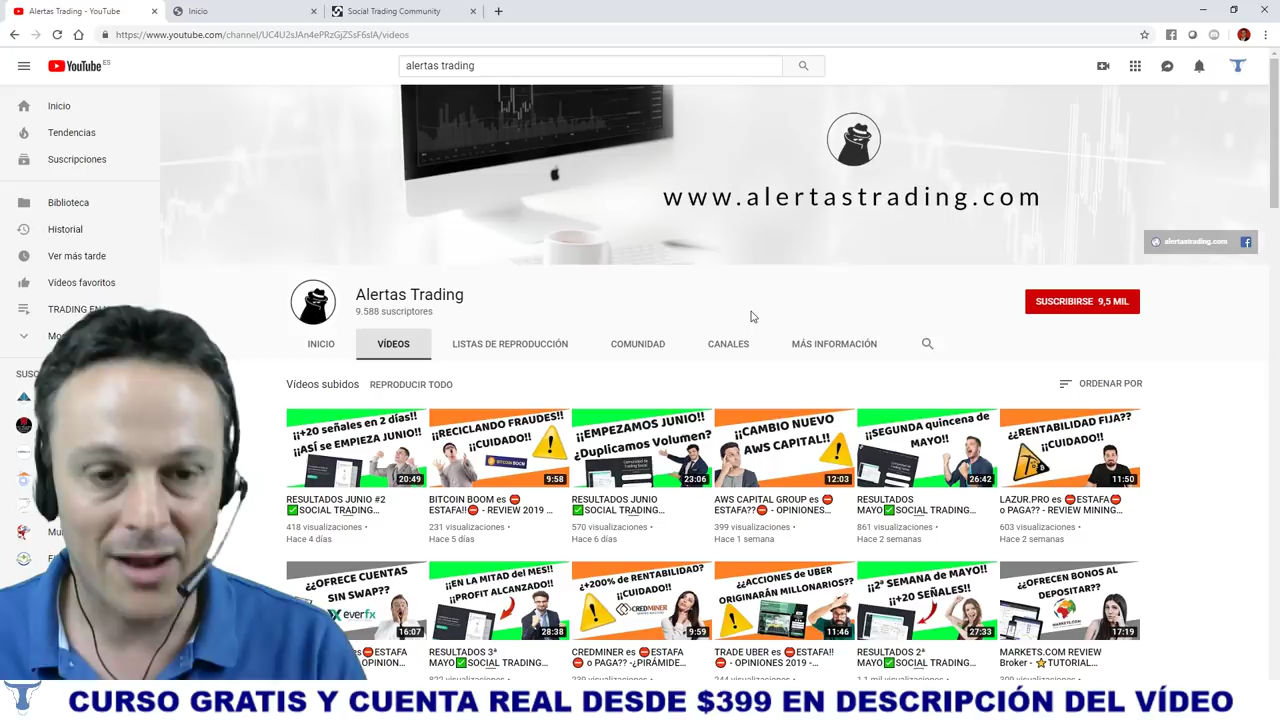 Alertas Trading - YouTube
Inicio
Social Trading Community
https://www.youtube.com/channel/UC4U2sJAn4ePRzGjZSsF6sIA/videos
YouTube ES
alertas trading
Inicio
Tendencias
Suscripciones
Biblioteca
Historial
Ver más tarde
Vídeos favoritos
TRADING EN
www.alertastrading.com
alertastrading.com
Alertas Trading
9.588 suscriptores
SUSCRIBIRSE 9,5 MIL
INICIO
VÍDEOS
LISTAS DE REPRODUCCIÓN
COMUNIDAD
CANALES
MÁS INFORMACIÓN
Vídeos subidos
REPRODUCIR TODO
ORDENAR POR
¡¡+20 señales en 2 días!!
¡¡ASí se EMPIEZA JUNIO!!
20:49
RESULTADOS JUNIO #2
✅SOCIAL TRADING...
418 visualizaciones •
Hace 4 días
¡¡RECICLANDO FRAUDES!!
¡¡CUIDADO!!
BITCOIN BOOM
9:58
BITCOIN BOOM es ⛔
ESTAFA!!⛔ - REVIEW 2019 ...
231 visualizaciones •
Hace 5 días
¡¡EMPEZAMOS JUNIO!!
¿Duplicamos Volumen?
23:06
RESULTADOS JUNIO
✅SOCIAL TRADING...
570 visualizaciones •
Hace 6 días
¡¡CAMBIO NUEVO
AWS CAPITAL!!
12:03
AWS CAPITAL GROUP es ⛔
ESTAFA??⛔ - OPINIONES...
399 visualizaciones •
Hace 1 semana
¡¡SEGUNDA quincena de
MAYO!!
26:42
RESULTADOS
MAYO✅SOCIAL TRADING...
861 visualizaciones •
Hace 2 semanas
¿¿RENTABILIDAD FIJA??
¡¡CUIDADO!!
11:50
LAZUR.PRO es ⛔ESTAFA⛔
o PAGA?? - REVIEW MINING...
603 visualizaciones •
Hace 2 semanas
¿¿OFRECE CUENTAS
SIN SWAP??
everfx
16:07
ESTAFA
OPINION
¡¡EN LA MITAD del MES!!
¡¡PROFIT ALCANZADO!!
28:38
RESULTADOS 3ª
MAYO✅SOCIAL TRADING...
¿+200% de RENTABILIDAD?
¡¡CUIDADO!!
CREDMINER
9:59
CREDMINER es ⛔ESTAFA
⛔ o PAGA?? -¿PIRÁMIDE...
¿¿ACCIONES de UBER
ORIGINARÁN MILLONARIOS??
11:46
TRADE UBER es ⛔ESTAFA!!
⛔ - OPINIONES 2019 -...
¡¡2ª SEMANA de MAYO!!
¡¡+20 SEÑALES!!
27:33
RESULTADOS 2ª
MAYO✅SOCIAL TRADING...
¿¿OFRECEN BONOS AL
DEPOSITAR??
MARKETS.COM
17:19
MARKETS.COM REVIEW
Broker - ⭐TUTORIAL...
CURSO GRATIS Y CUENTA REAL DESDE $399 EN DESCRIPCIÓN DEL VÍDEO